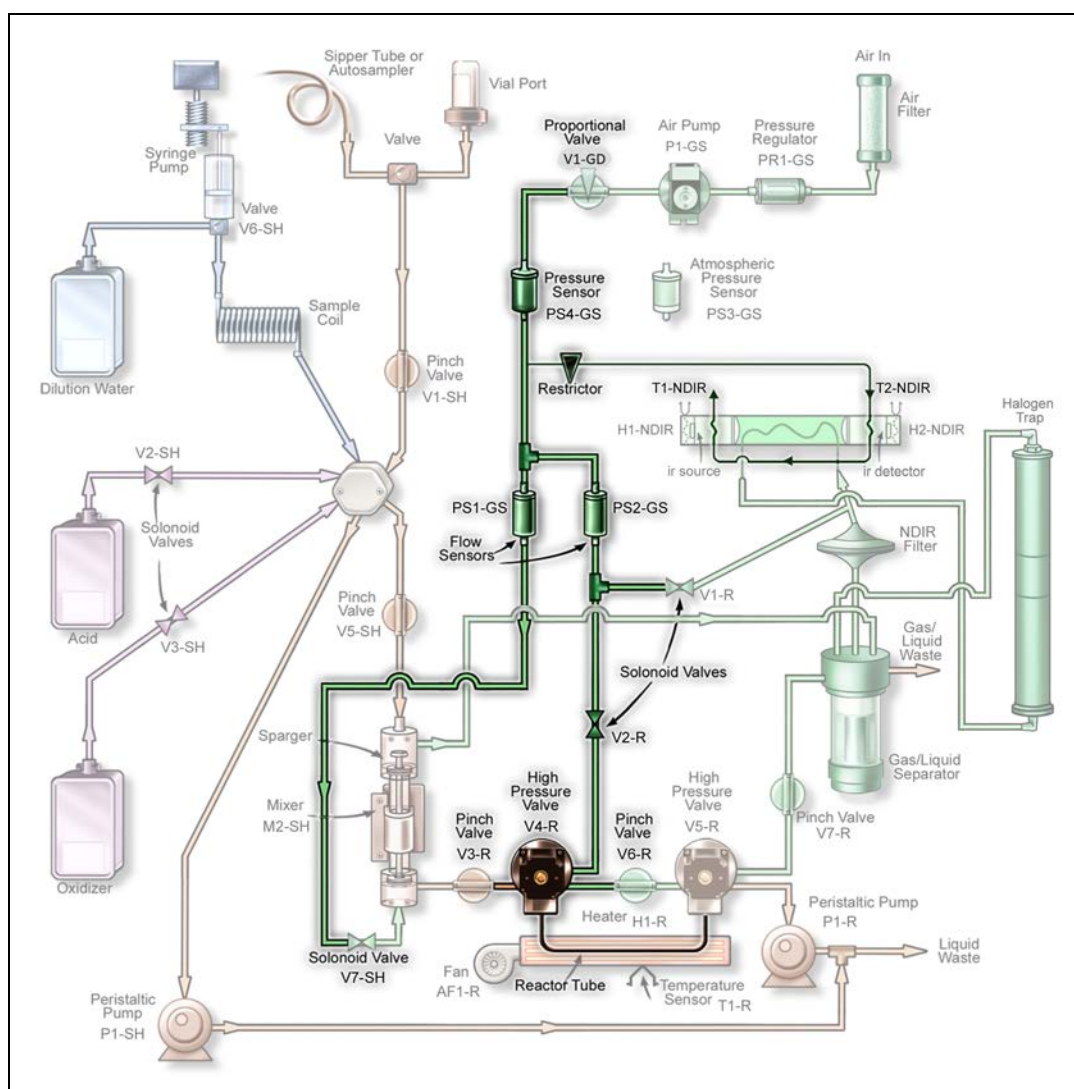 Sipper Tube or
Autosampler
Vial Port
Air In
Air
Filter
Syringe
Pump
Valve
Proportional
Valve
V1-GD
Air Pump
P1-GS
Pressure
Regulator
PR1-GS
Valve
V6-SH
Pressure
Sensor
PS4-GS
Atmospheric
Pressure
Sensor
PS3-GS
Sample
Coil
Dilution Water
Pinch
Valve
V1-SH
Restrictor
T1-NDIR
T2-NDIR
Halogen
Trap
H1-NDIR
H2-NDIR
ir source
ir detector
V2-SH
Solonoid
Valves
PS1-GS
PS2-GS
Flow
Sensors
NDIR
Filter
V1-R
Acid
V3-SH
Pinch
Valve
V5-SH
Gas/
Liquid
Waste
Solonoid Valves
Sparger
V2-R
Gas/Liquid
Separator
Mixer
M2-SH
High
Pressure
Valve
V4-R
High
Pressure
Valve
V5-R
Pinch Valve
V7-R
Pinch
Valve
V3-R
Pinch
Valve
V6-R
Oxidizer
Heater
H1-R
Peristaltic Pump
P1-R
Solonoid Valve
V7-SH
Fan
AF1-R
Reactor Tube
Temperature
Sensor
T1-R
Liquid
Waste
Peristaltic
Pump
P1-SH